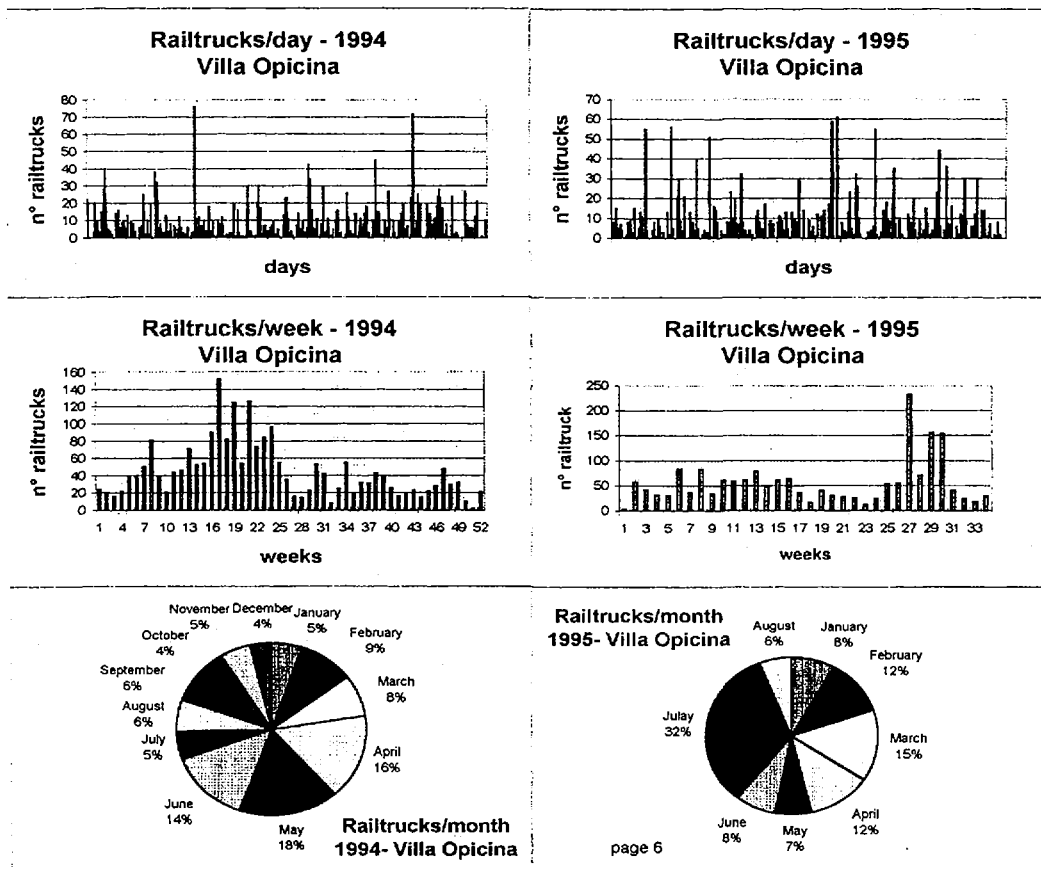 Railtrucks/day - 1994
Villa Opicina
n° railtrucks
80
70
60
50
40
30
20
10
0
days
Railtrucks/day - 1995
Villa Opicina
n° railtrucks
70
60
50
40
30
20
10
0
days
Railtrucks/week - 1994
Villa Opicina
n° railtrucks
160
140
120
100
80
60
40
20
0
1 4 7 10 13 16 19 22 25 28 31 34 37 40 43 46 49 52
weeks
Railtrucks/week - 1995
Villa Opicina
n° railtruck
250
200
150
100
50
0
1 3 5 7 9 11 13 15 17 19 21 23 25 27 29 31 33
weeks
November December January
5% 4% 5%
October
4%
February
9%
September
6%
March
8%
August
6%
July
5%
April
16%
June
14%
May
18%
Railtrucks/month
1994- Villa Opicina
Railtrucks/month
1995- Villa Opicina
August
6%
January
8%
February
12%
Julay
32%
March
15%
April
12%
June
8%
May
7%
page 6